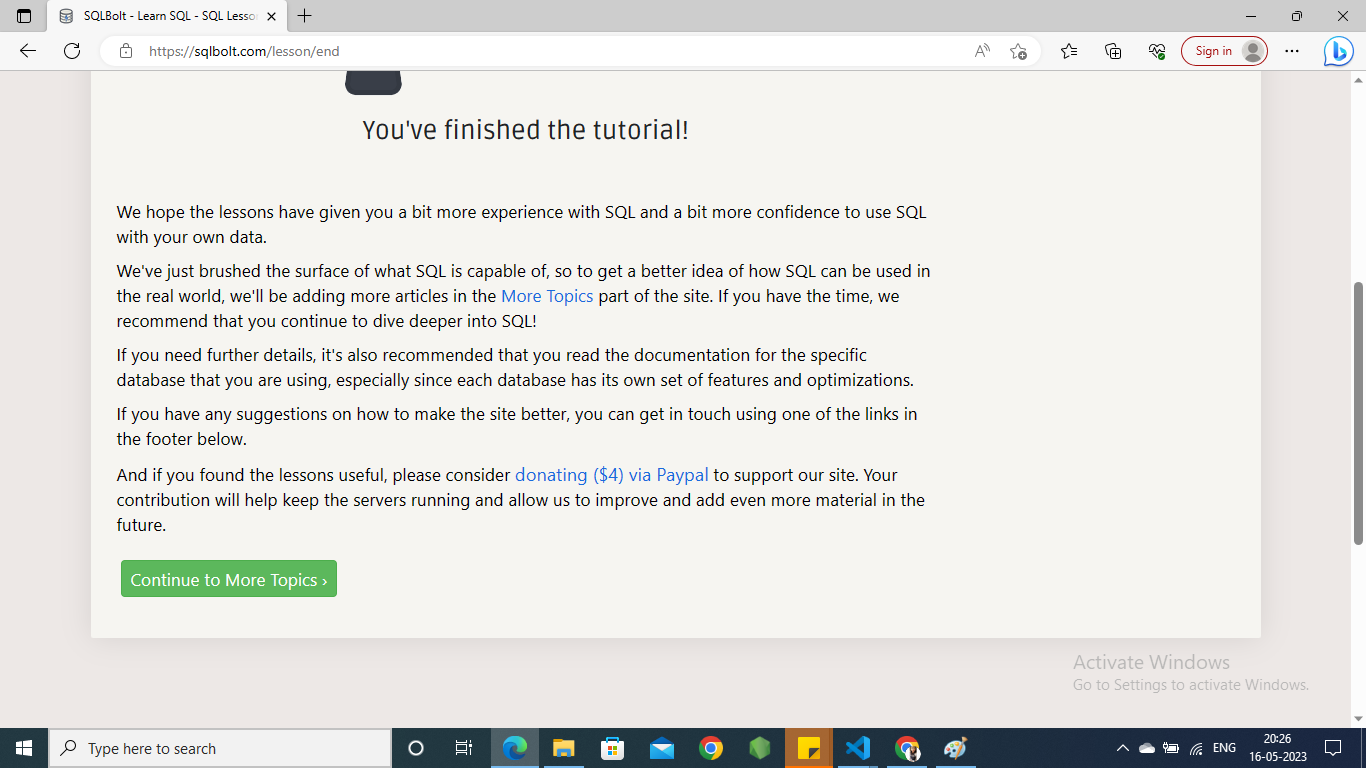 SQLBolt - Learn SQL - SQL Lesso
https://sqlbolt.com/lesson/end
Sign in
You've finished the tutorial!
We hope the lessons have given you a bit more experience with SQL and a bit more confidence to use SQL
with your own data.
We've just brushed the surface of what SQL is capable of, so to get a better idea of how SQL can be used in
the real world, we'll be adding more articles in the More Topics part of the site. If you have the time, we
recommend that you continue to dive deeper into SQL!
If you need further details, it's also recommended that you read the documentation for the specific
database that you are using, especially since each database has its own set of features and optimizations.
If you have any suggestions on how to make the site better, you can get in touch using one of the links in
the footer below.
And if you found the lessons useful, please consider donating ($4) via Paypal to support our site. Your
contribution will help keep the servers running and allow us to improve and add even more material in the
future.
Continue to More Topics ›
Activate Windows
Go to Settings to activate Windows.
Type here to search
ENG
20:26
16-05-2023